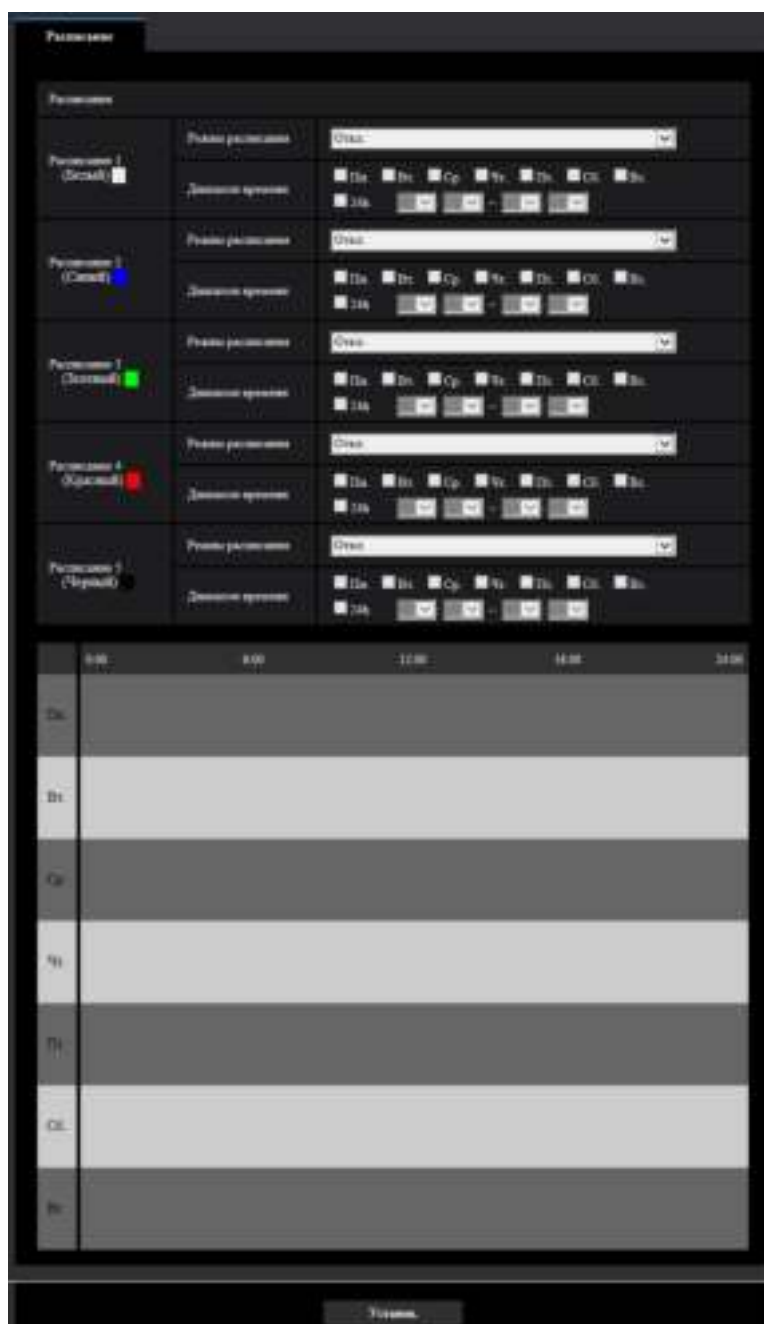 Расписание
Расписание
Расписание 1
(Белый)
Режим расписания
Откл.
Диапазон времени
Пн. Вт. Ср. Чт. Пт. Сб. Вс.
24ч
Расписание 2
(Синий)
Режим расписания
Откл.
Диапазон времени
Пн. Вт. Ср. Чт. Пт. Сб. Вс.
24ч
Расписание 3
(Зеленый)
Режим расписания
Откл.
Диапазон времени
Пн. Вт. Ср. Чт. Пт. Сб. Вс.
24ч
Расписание 4
(Красный)
Режим расписания
Откл.
Диапазон времени
Пн. Вт. Ср. Чт. Пт. Сб. Вс.
24ч
Расписание 5
(Черный)
Режим расписания
Откл.
Диапазон времени
Пн. Вт. Ср. Чт. Пт. Сб. Вс.
24ч
0:00 6:00 12:00 18:00 24:00
Пн.
Вт.
Ср.
Чт.
Пт.
Сб.
Вс.
Установ.